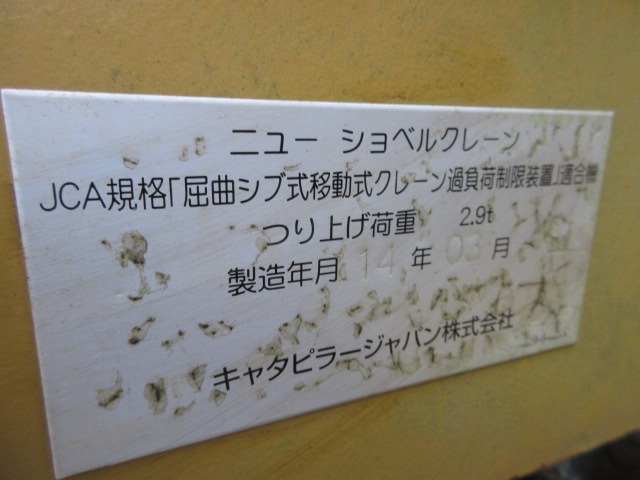 ニュー ショベルクレーン
JCA規格「屈曲シブ式移動式クレーン過負荷制限装置」適合機
つり上げ荷重 2.9t
製造年月 14 年 03 月
キャタピラージャパン株式会社